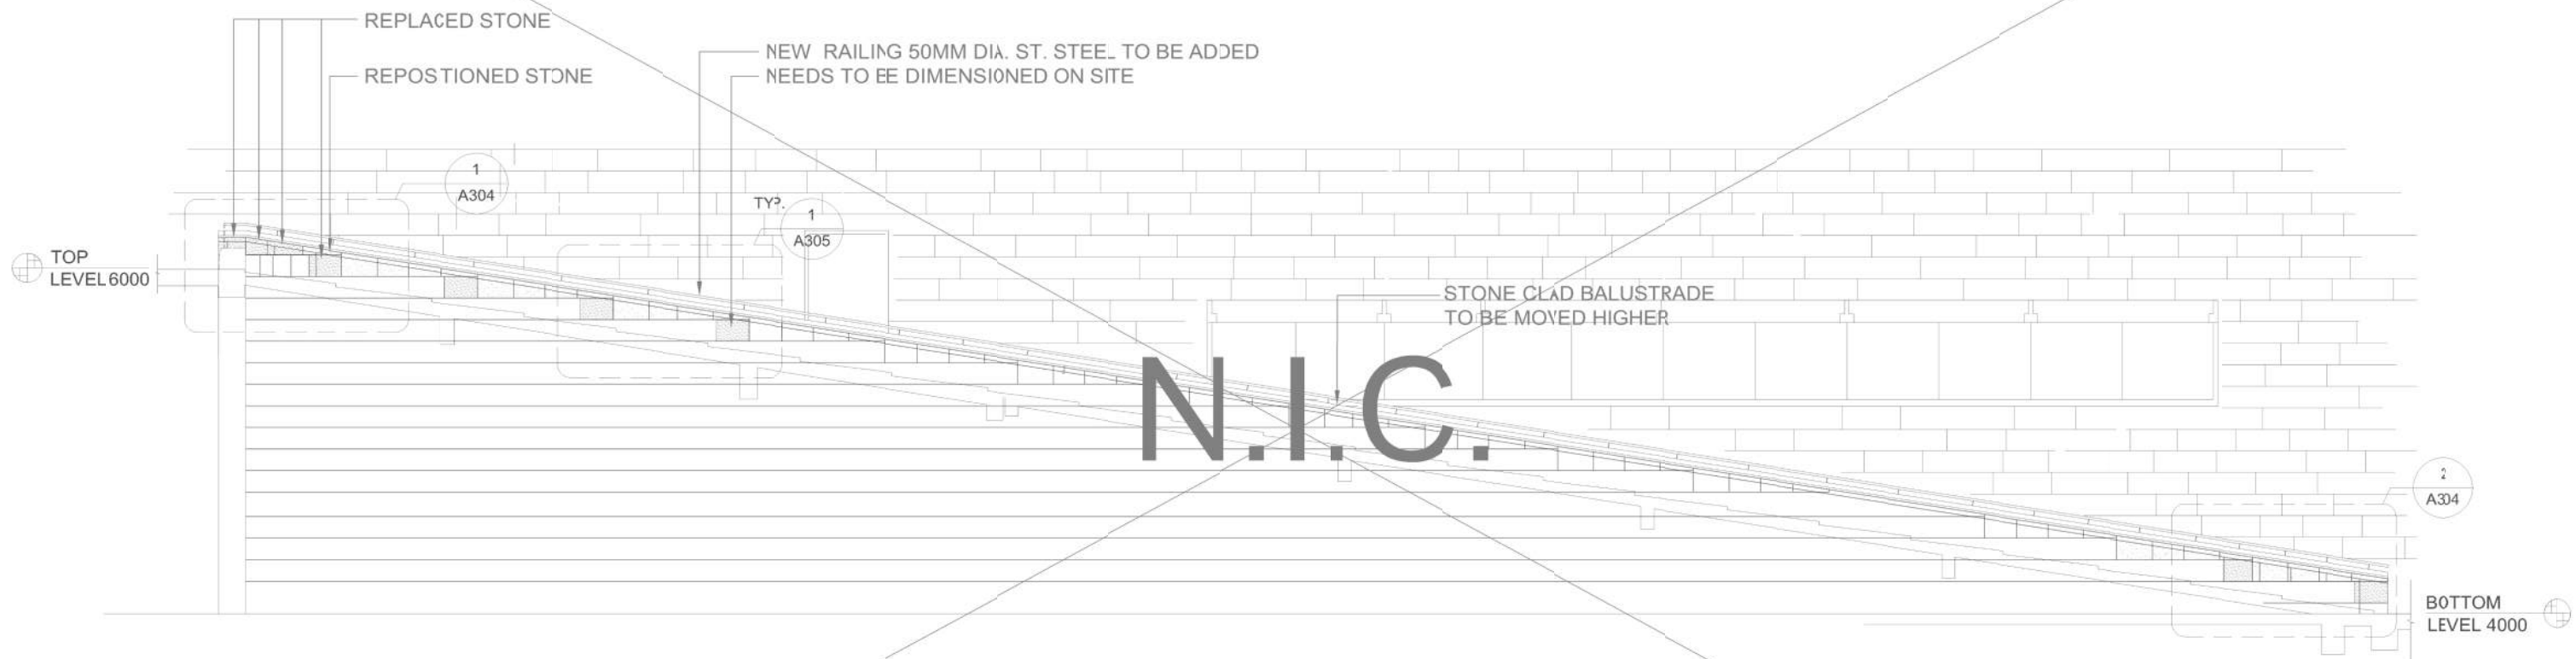 REPLACED STONE
REPOSTIONED STONE
NEW RAILING 50MM DIA. ST. STEEL TO BE ADDED
NEEDS TO BE DIMENSIONED ON SITE
1
A304
TYP.
1
A305
TOP
LEVEL 6000
STONE CLAD BALUSTRADE
TO BE MOVED HIGHER
N.I.C.
2
A304
BOTTOM
LEVEL 4000